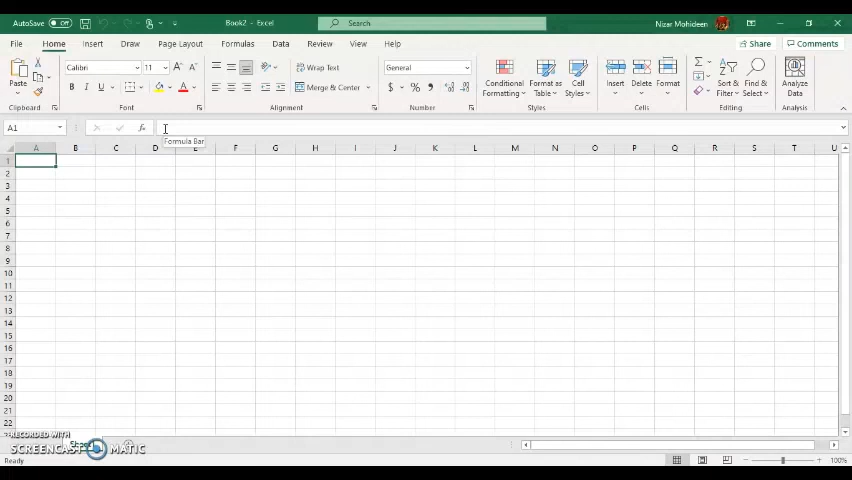 AutoSave Off Book2 - Excel Search Nizar Mohideen
File Home Insert Draw Page Layout Formulas Data Review View Help Share Comments
Paste Calibri 11 A A Wrap Text General Conditional Formatting Format as Table Cell Styles Insert Delete Format Sort & Filter Find & Select Analyze Data
B I U A Merge & Center $ %
Clipboard Font Alignment Number Styles Cells Editing Analysis
A1 fx
Formula Bar
A B C D E F G H I J K L M N O P Q R S T U
1
2
3
4
5
6
7
8
9
10
11
12
13
14
15
16
17
18
19
20
21
22
RECORDED WITH
SCREENCAST MATIC
Ready 100%